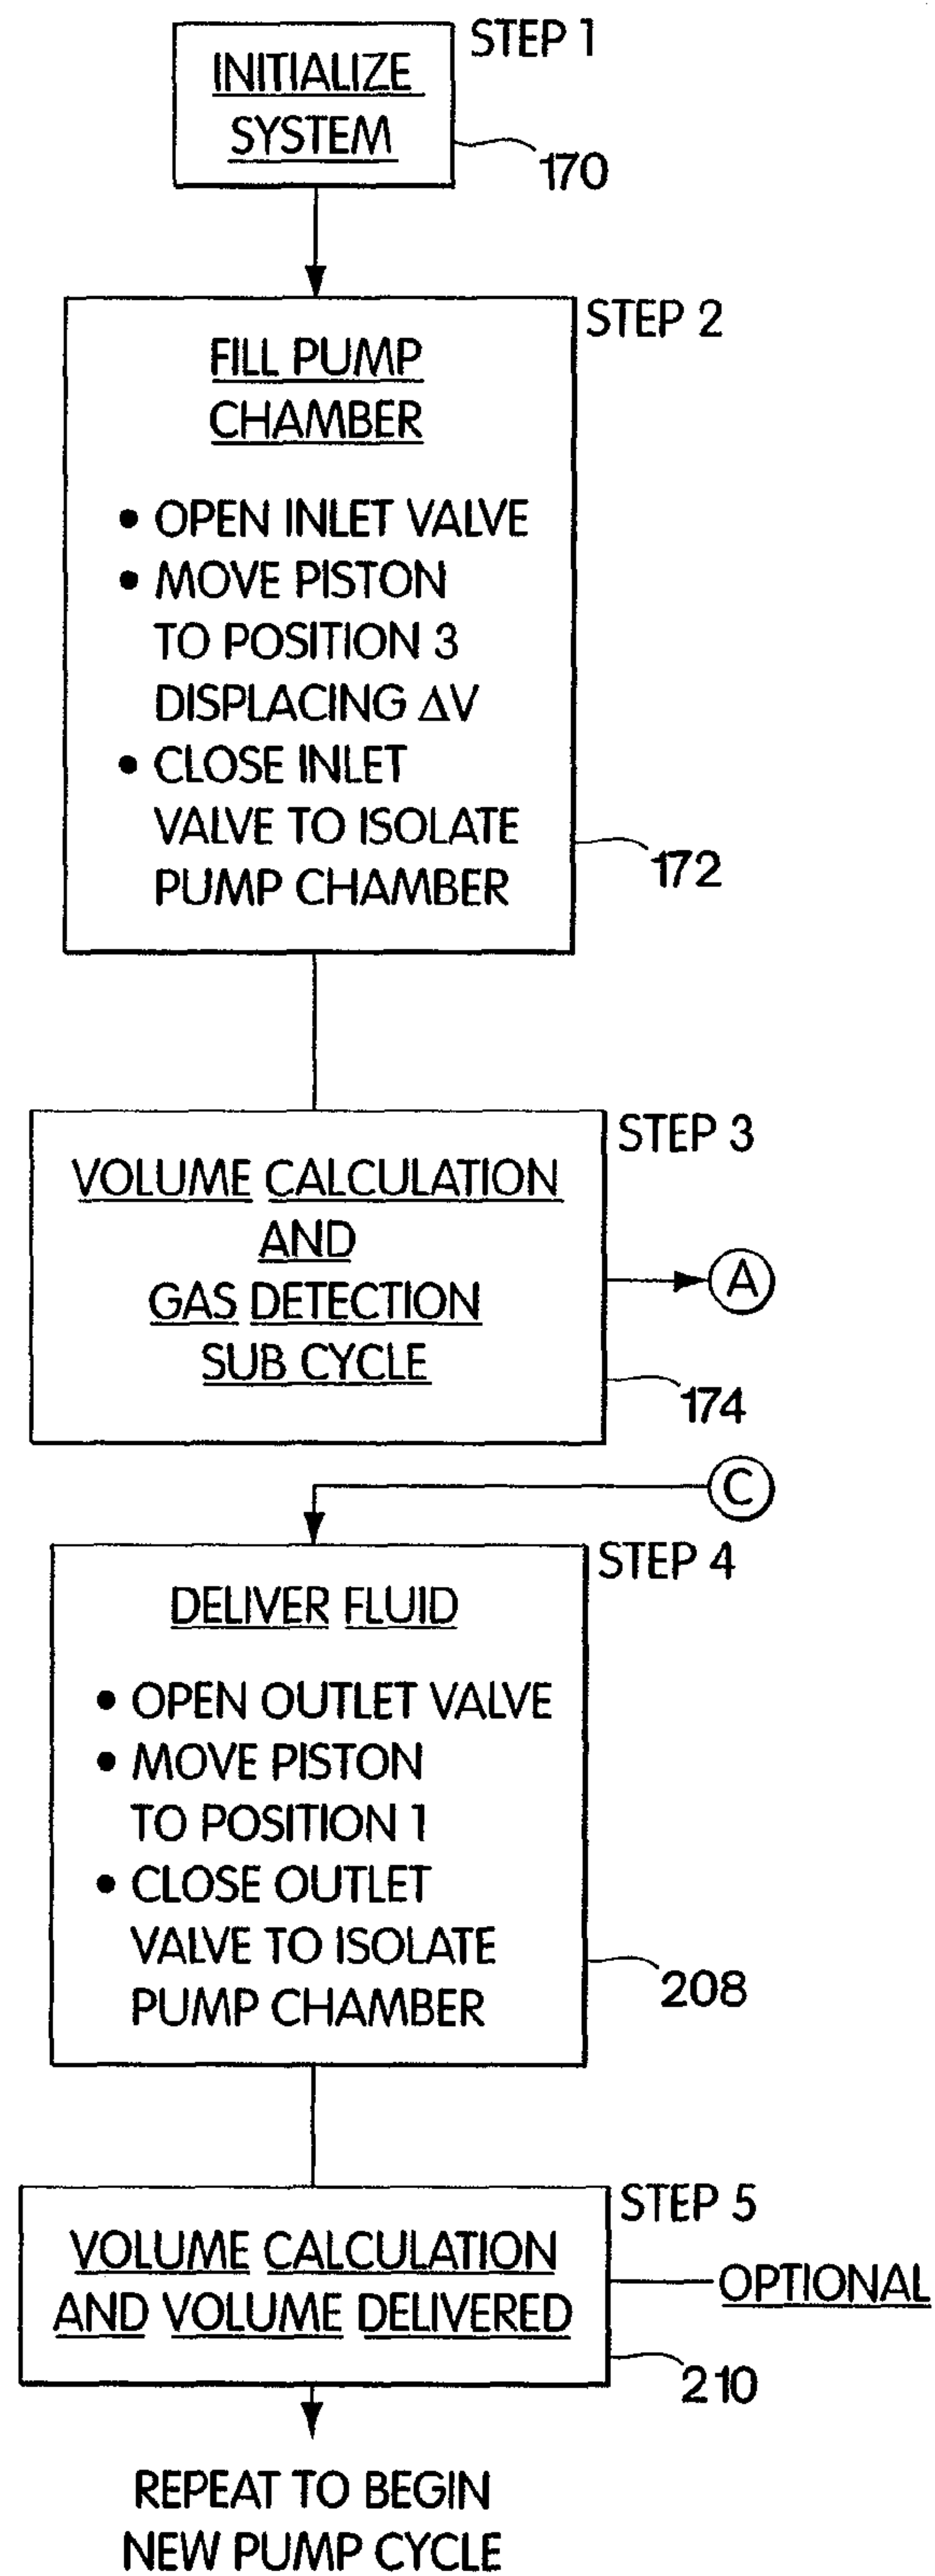 STEP 1
INITIALIZE
SYSTEM
170
STEP 2
FILL PUMP
CHAMBER
• OPEN INLET VALVE
• MOVE PISTON
TO POSITION 3
DISPLACING ΔV
• CLOSE INLET
VALVE TO ISOLATE
PUMP CHAMBER
172
STEP 3
VOLUME CALCULATION
AND
GAS DETECTION
SUB CYCLE
A
174
C
STEP 4
DELIVER FLUID
• OPEN OUTLET VALVE
• MOVE PISTON
TO POSITION 1
• CLOSE OUTLET
VALVE TO ISOLATE
PUMP CHAMBER
208
STEP 5
VOLUME CALCULATION
AND VOLUME DELIVERED
OPTIONAL
210
REPEAT TO BEGIN
NEW PUMP CYCLE